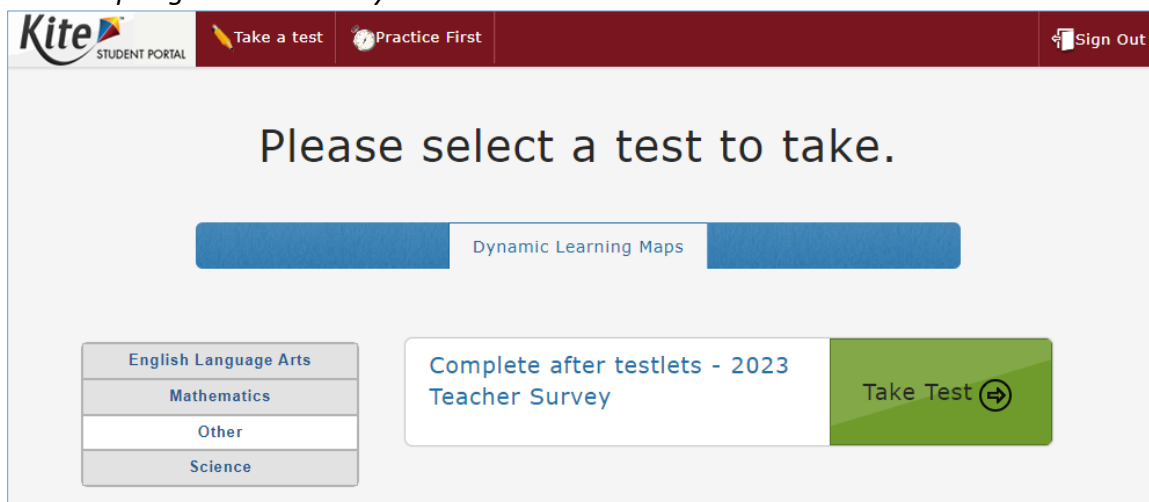 Kite
STUDENT PORTAL
Take a test
Practice First
Sign Out
Please select a test to take.
Dynamic Learning Maps
English Language Arts
Mathematics
Other
Science
Complete after testlets - 2023
Teacher Survey
Take Test